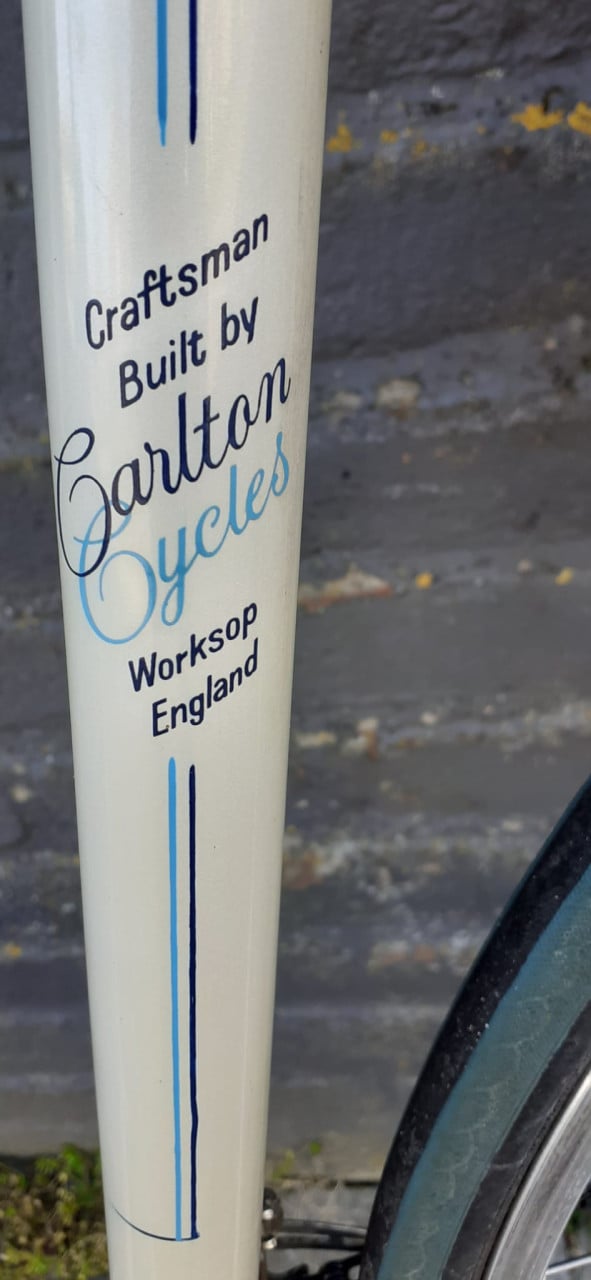 Craftsman
Built by
Carlton
Cycles
Worksop
England